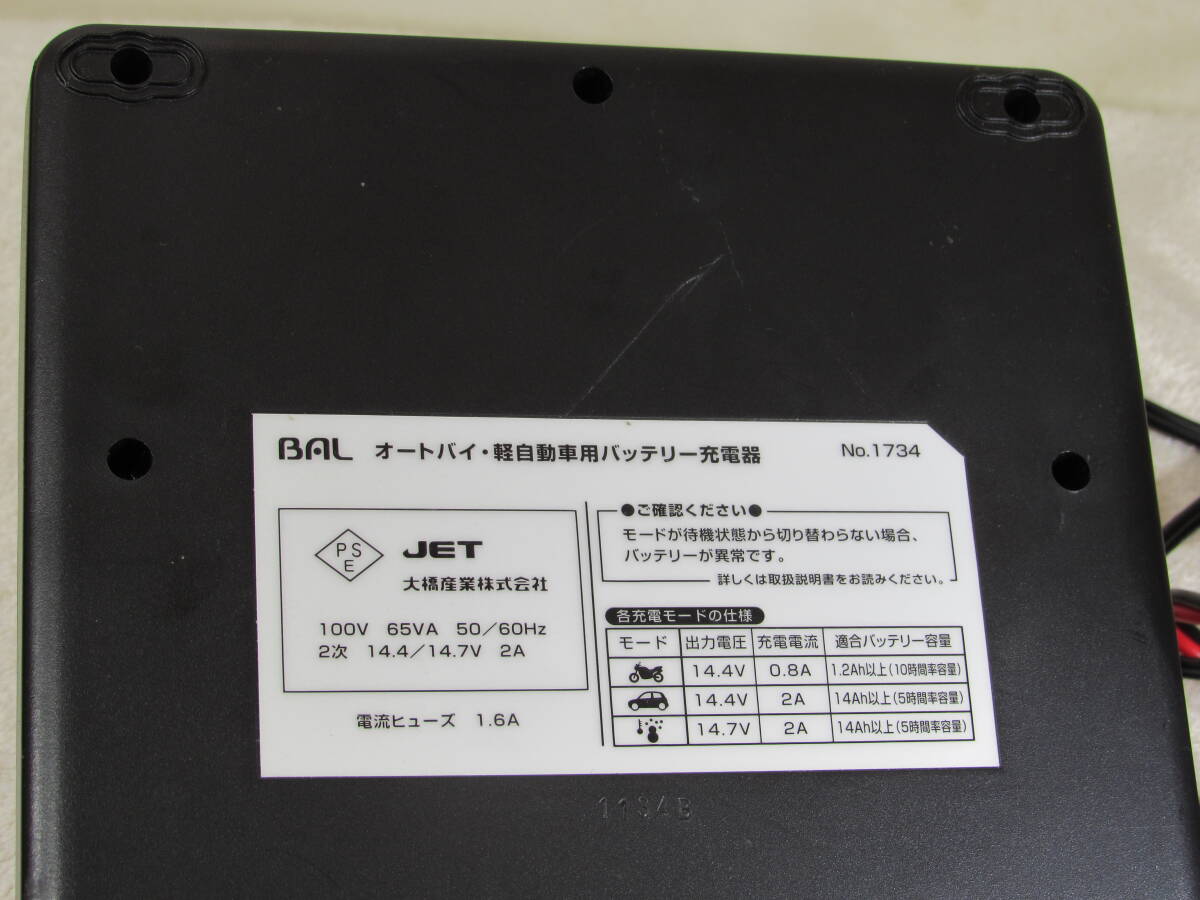 BAL オートバイ・軽自動車用バッテリー充電器 No.1734
PSE JET
大橋産業株式会社
100V 65VA 50／60Hz
2次 14.4／14.7V 2A
電流ヒューズ 1.6A
●ご確認ください●
モードが待機状態から切り替わらない場合、
バッテリーが異常です。
詳しくは取扱説明書をお読みください。
各充電モードの仕様
モード 出力電圧 充電電流 適合バッテリー容量
14.4V 0.8A 1.2Ah以上(10時間率容量)
14.4V 2A 14Ah以上(5時間率容量)
14.7V 2A 14Ah以上(5時間率容量)